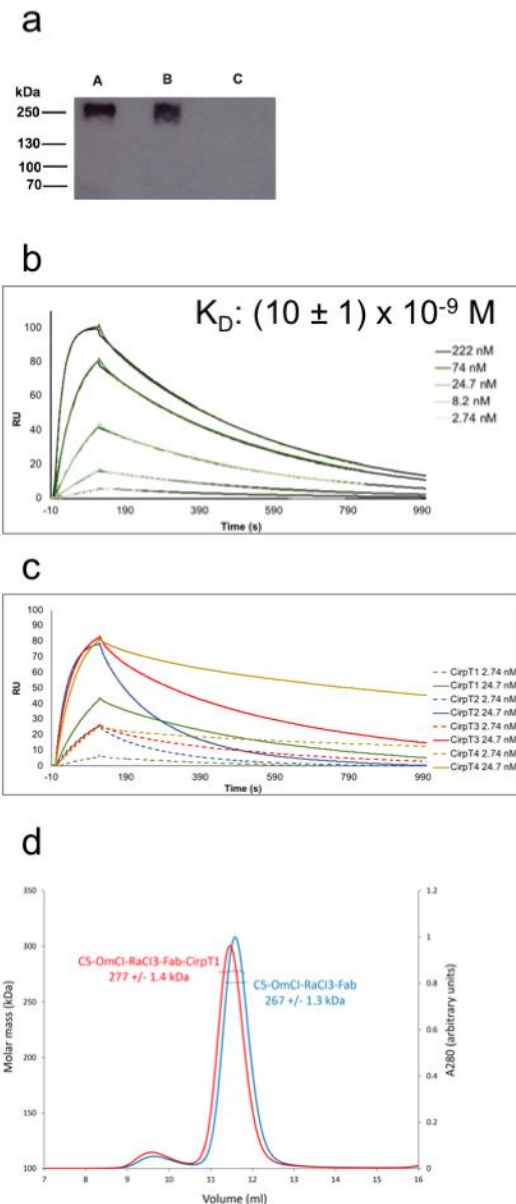 a
A B C
kDa
250
130
100
70
b
K_D: (10 ± 1) x 10⁻⁹ M
100
80
60
40
20
0
RU
-10 190 390 590 790 990
Time (s)
222 nM
74 nM
24.7 nM
8.2 nM
2.74 nM
c
100
90
80
70
60
50
40
30
20
10
0
RU
-10 190 390 590 790 990
Time (s)
CirpT1 2.74 nM
CirpT1 24.7 nM
CirpT2 2.74 nM
CirpT2 24.7 nM
CirpT3 2.74 nM
CirpT3 24.7 nM
CirpT4 2.74 nM
CirpT4 24.7 nM
d
350
300
250
200
150
100
Molar mass (kDa)
C5-OmCI-RaCI3-Fab-CirpT1
277 +/- 1.4 kDa
C5-OmCI-RaCI3-Fab
267 +/- 1.3 kDa
1.2
1
0.8
0.6
0.4
0.2
0
A280 (arbitrary units)
7 8 9 10 11 12 13 14 15 16
Volume (ml)